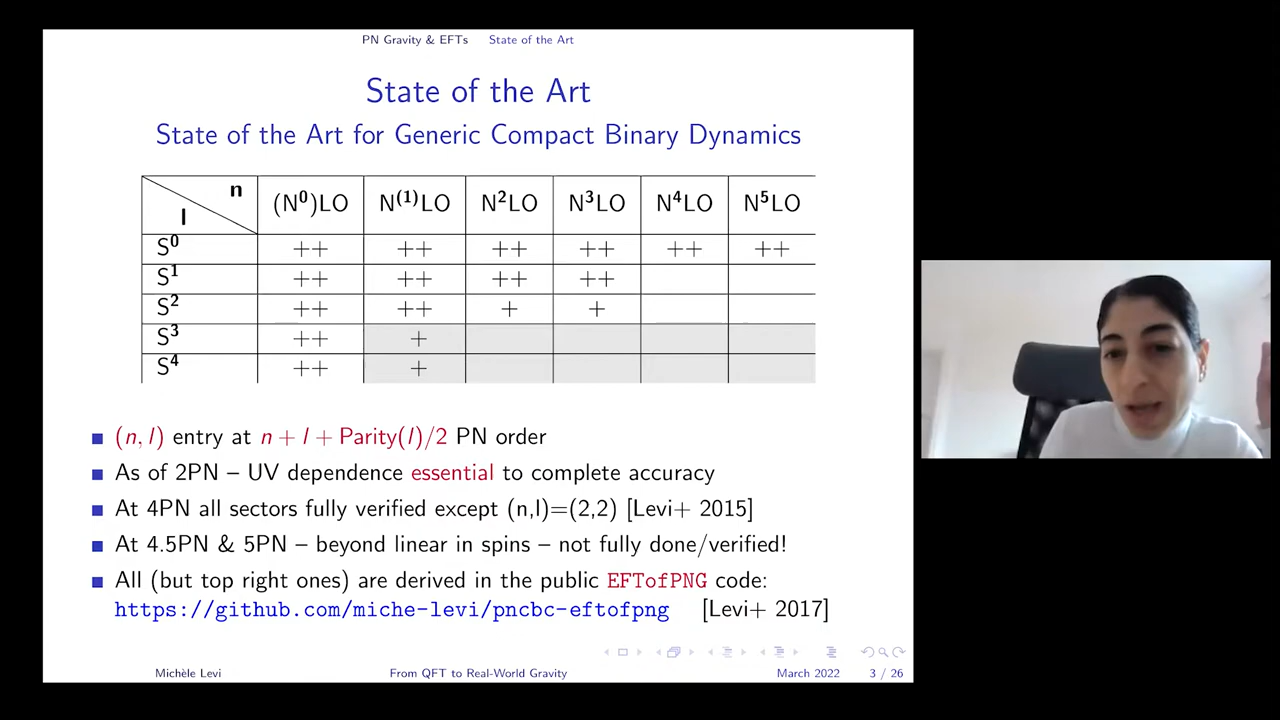 PN Gravity & EFTs State of the Art
State of the Art
State of the Art for Generic Compact Binary Dynamics
n
l
(N⁰)LO N⁽¹⁾LO N²LO N³LO N⁴LO N⁵LO
S⁰ ++ ++ ++ ++ ++ ++
S¹ ++ ++ ++ ++
S² ++ ++ + +
S³ ++ +
S⁴ ++ +
(n, l) entry at n + l + Parity(l)/2 PN order
As of 2PN – UV dependence essential to complete accuracy
At 4PN all sectors fully verified except (n,l)=(2,2) [Levi+ 2015]
At 4.5PN & 5PN – beyond linear in spins – not fully done/verified!
All (but top right ones) are derived in the public EFTofPNG code:
https://github.com/miche-levi/pncbc-eftofpng [Levi+ 2017]
Michèle Levi From QFT to Real-World Gravity March 2022 3 / 26